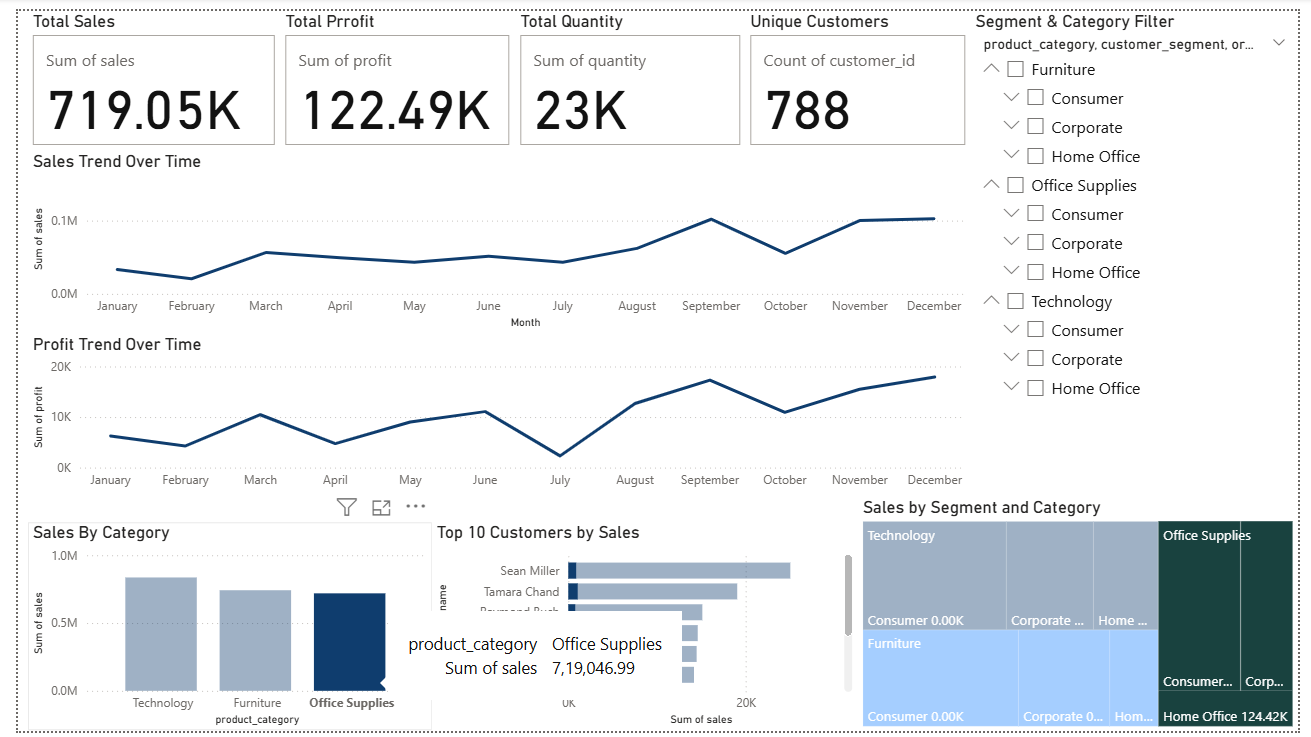 Total Sales
Total Prrofit
Total Quantity
Unique Customers
Segment & Category Filter
Sum of sales
719.05K
Sum of profit
122.49K
Sum of quantity
23K
Count of customer_id
788
product_category, customer_segment, or...
Furniture
Consumer
Corporate
Home Office
Office Supplies
Consumer
Corporate
Home Office
Technology
Consumer
Corporate
Home Office
Sales Trend Over Time
Sum of sales
0.1M
0.0M
January February March April May June July August September October November December
Month
Profit Trend Over Time
Sum of profit
20K
10K
0K
January February March April May June July August September October November December
Sales By Category
Sum of sales
1.0M
0.5M
0.0M
Technology Furniture Office Supplies
product_category
Top 10 Customers by Sales
name
Sean Miller
Tamara Chand
product_category Office Supplies
Sum of sales 7,19,046.99
0K 20K
Sum of sales
Sales by Segment and Category
Technology
Consumer 0.00K
Corporate ...
Home ...
Furniture
Consumer 0.00K
Corporate 0...
Hom...
Office Supplies
Consumer...
Corp...
Home Office 124.42K